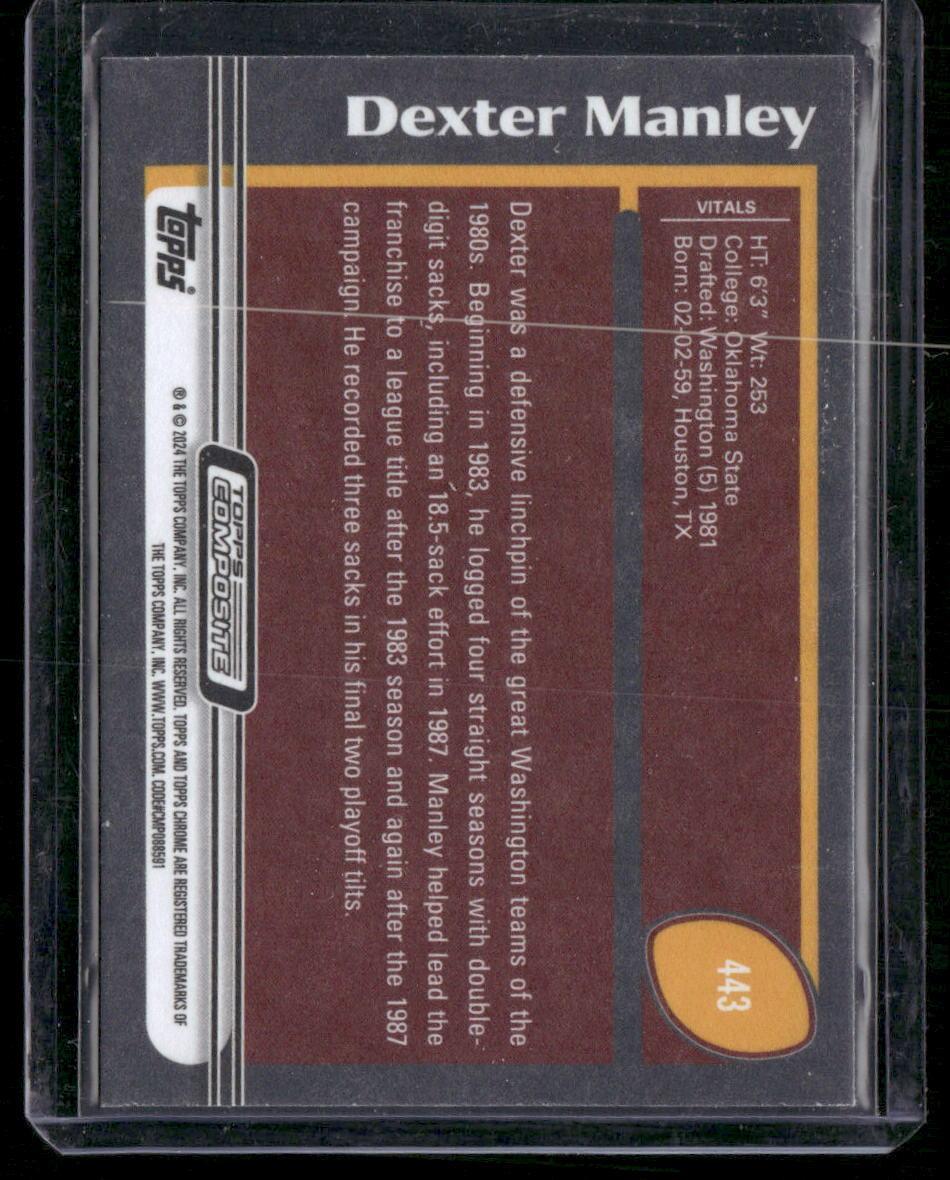 Dexter Manley
VITALS
HT: 6'3" Wt: 253
College: Oklahoma State
Drafted: Washington (5) 1981
Born: 02-02-59, Houston, TX
443
Dexter was a defensive linchpin of the great Washington teams of the
1980s. Beginning in 1983, he logged four straight seasons with double-
digit sacks, including an 18.5-sack effort in 1987. Manley helped lead the
franchise to a league title after the 1983 season and again after the 1987
campaign. He recorded three sacks in his final two playoff tilts.
TOPPS
COMPOSITE
topps®
® & © 2024 THE TOPPS COMPANY, INC. ALL RIGHTS RESERVED. TOPPS AND TOPPS CHROME ARE REGISTERED TRADEMARKS OF
THE TOPPS COMPANY, INC. WWW.TOPPS.COM. CODE#CMP088591